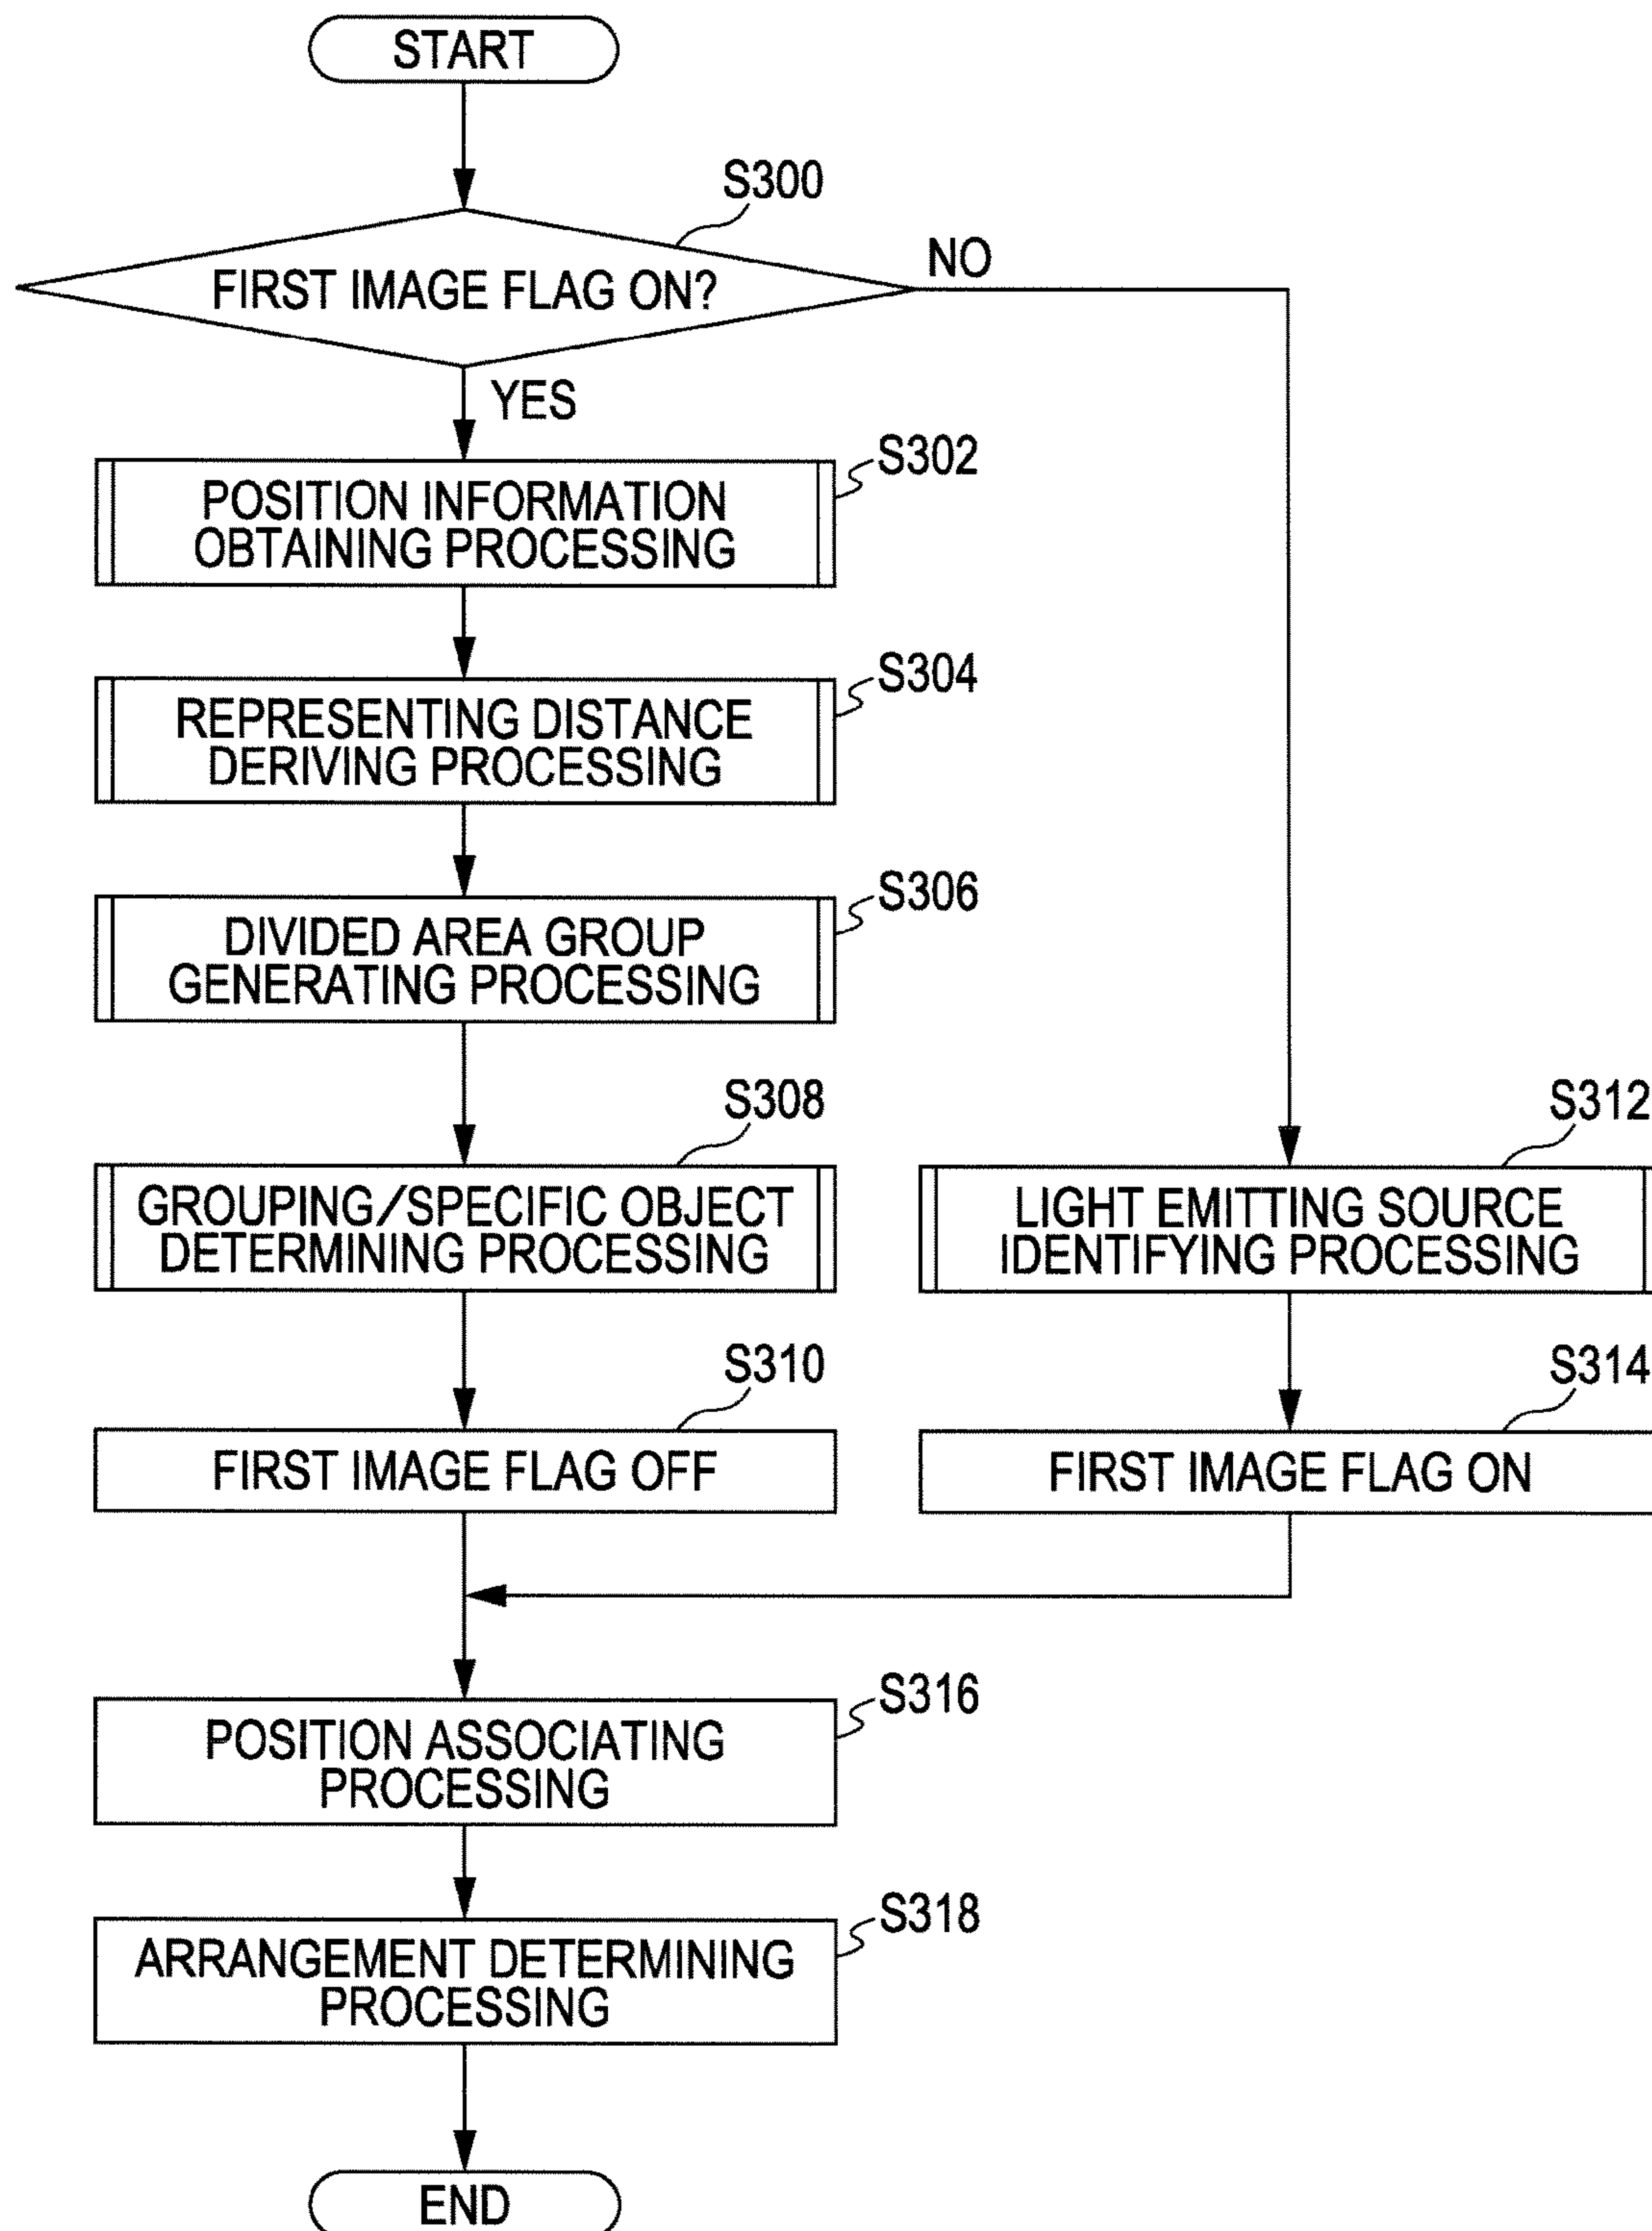 START
S300
FIRST IMAGE FLAG ON?
NO
YES
S302
POSITION INFORMATION
OBTAINING PROCESSING
S304
REPRESENTING DISTANCE
DERIVING PROCESSING
S306
DIVIDED AREA GROUP
GENERATING PROCESSING
S308
GROUPING/SPECIFIC OBJECT
DETERMINING PROCESSING
S312
LIGHT EMITTING SOURCE
IDENTIFYING PROCESSING
S310
FIRST IMAGE FLAG OFF
S314
FIRST IMAGE FLAG ON
S316
POSITION ASSOCIATING
PROCESSING
S318
ARRANGEMENT DETERMINING
PROCESSING
END